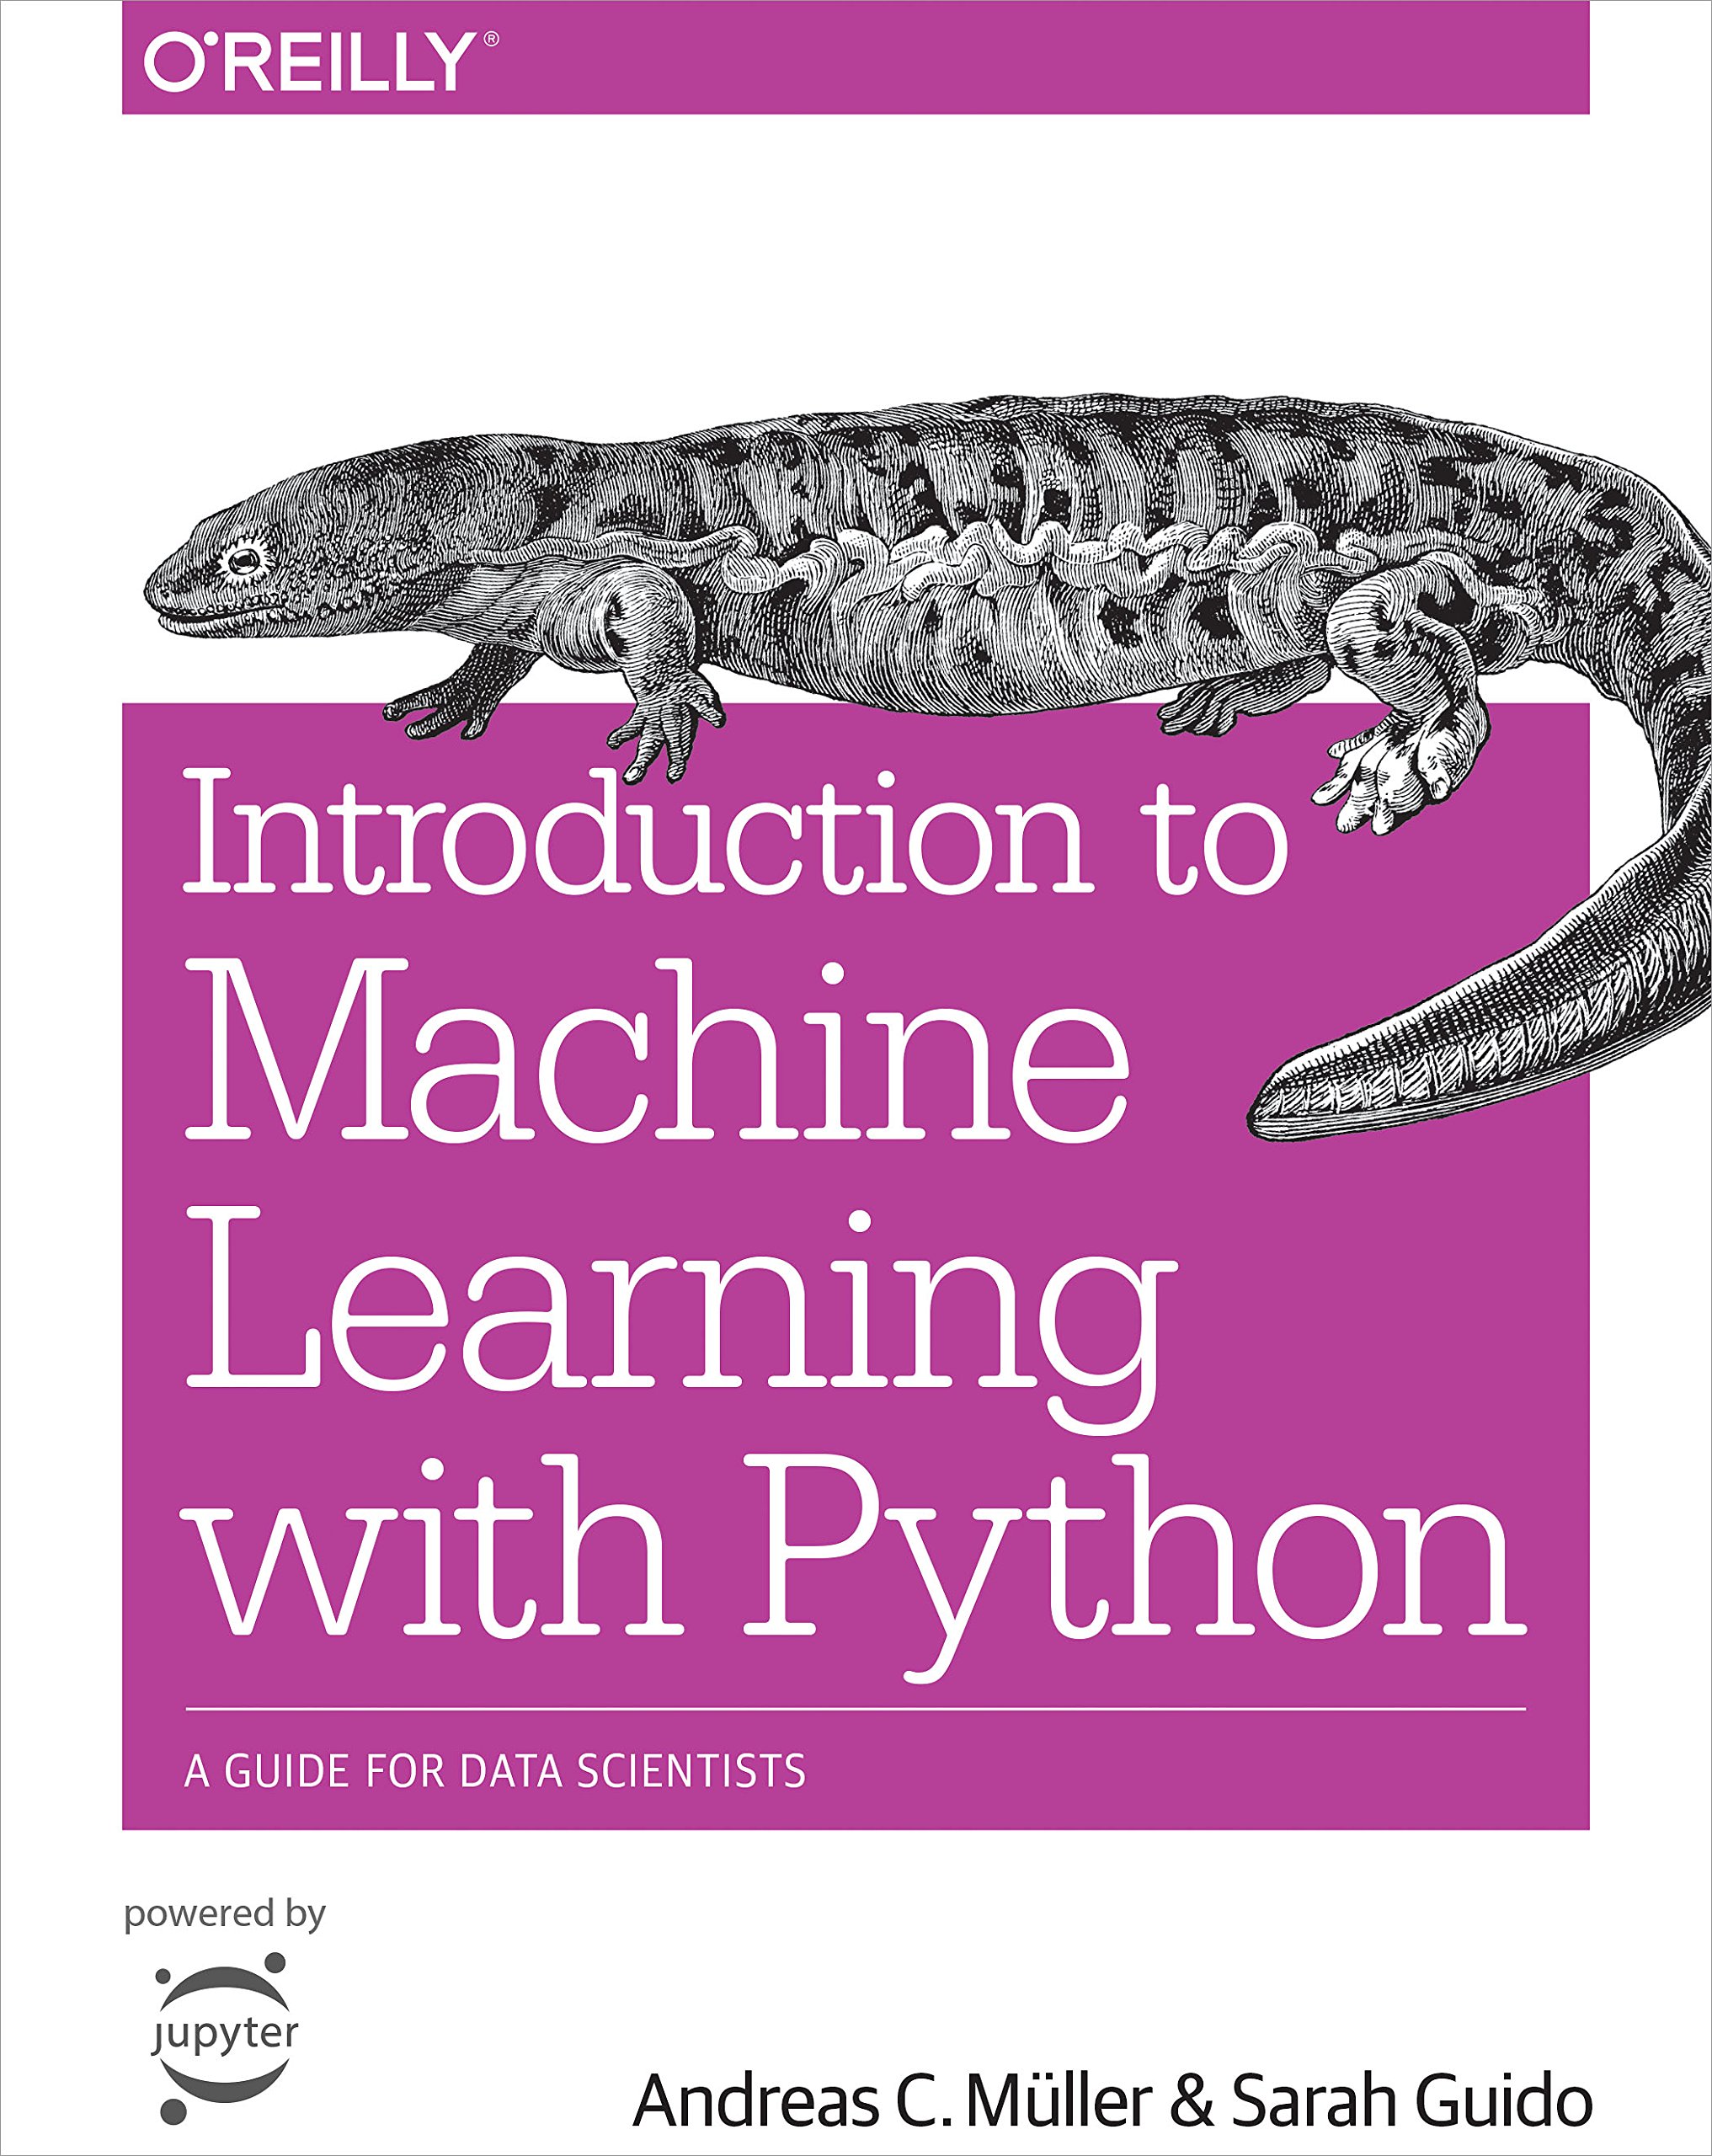 O'REILLY®
Introduction to
Machine
Learning
with Python
A GUIDE FOR DATA SCIENTISTS
powered by
jupyter
Andreas C. Müller & Sarah Guido